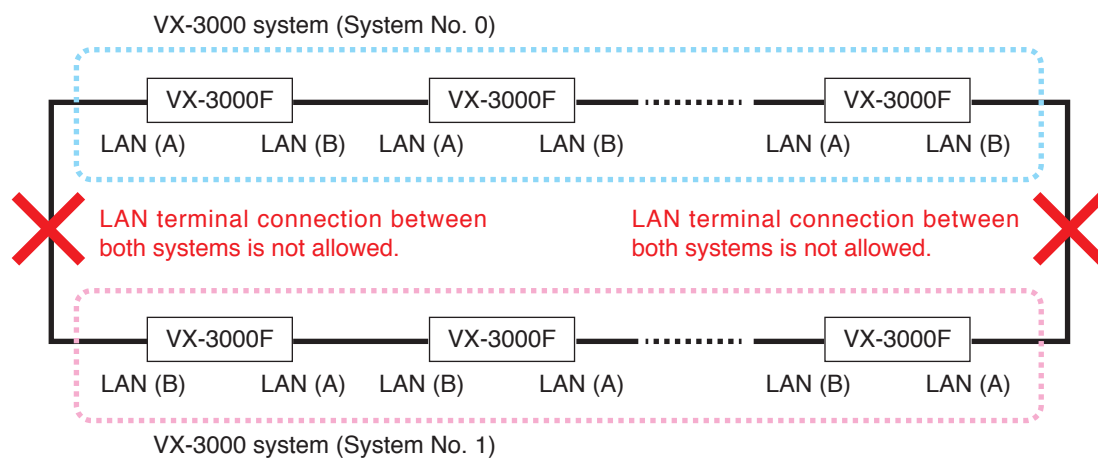 VX-3000 system (System No. 0)
VX-3000F VX-3000F VX-3000F
LAN (A) LAN (B) LAN (A) LAN (B) LAN (A) LAN (B)
LAN terminal connection between
both systems is not allowed.
LAN terminal connection between
both systems is not allowed.
VX-3000F VX-3000F VX-3000F
LAN (B) LAN (A) LAN (B) LAN (A) LAN (B) LAN (A)
VX-3000 system (System No. 1)